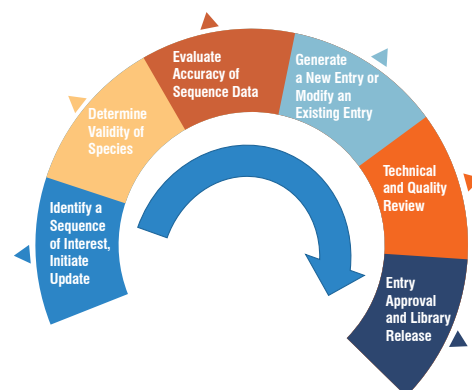 Identify a
Sequence
of Interest,
Initiate
Update
Determine
Validity of
Species
Evaluate
Accuracy of
Sequence Data
Generate
a New Entry or
Modify an
Existing Entry
Technical
and Quality
Review
Entry
Approval
and Library
Release